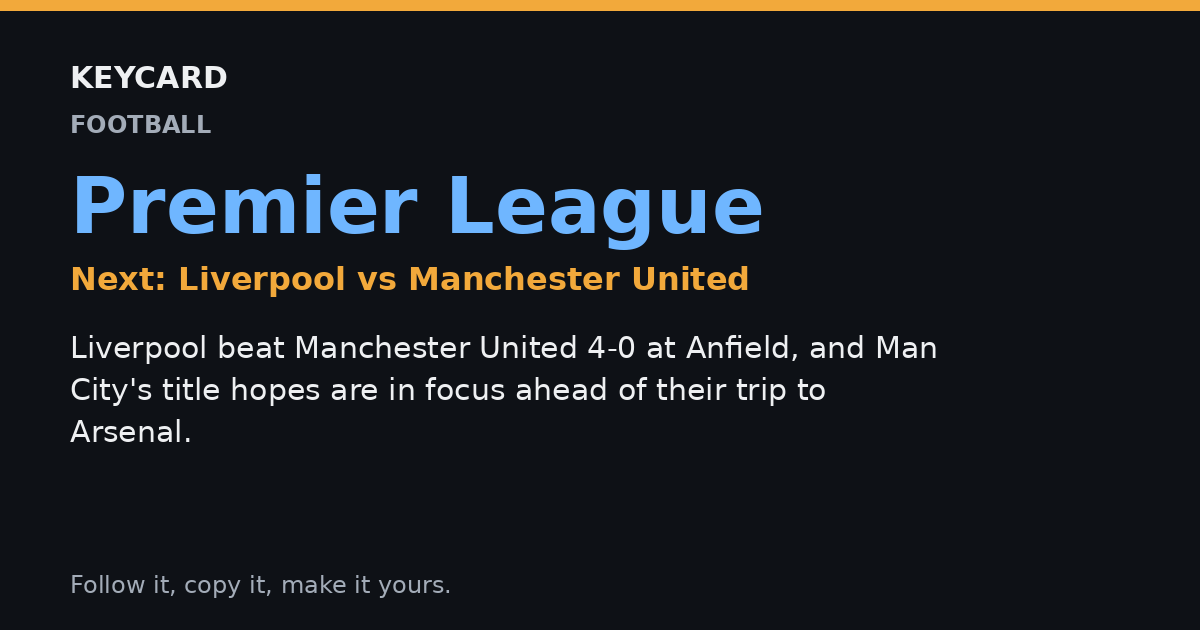 KEYCARD
FOOTBALL
Premier League
Next: Liverpool vs Manchester United
Liverpool beat Manchester United 4-0 at Anfield, and Man
City's title hopes are in focus ahead of their trip to
Arsenal.
Follow it, copy it, make it yours.